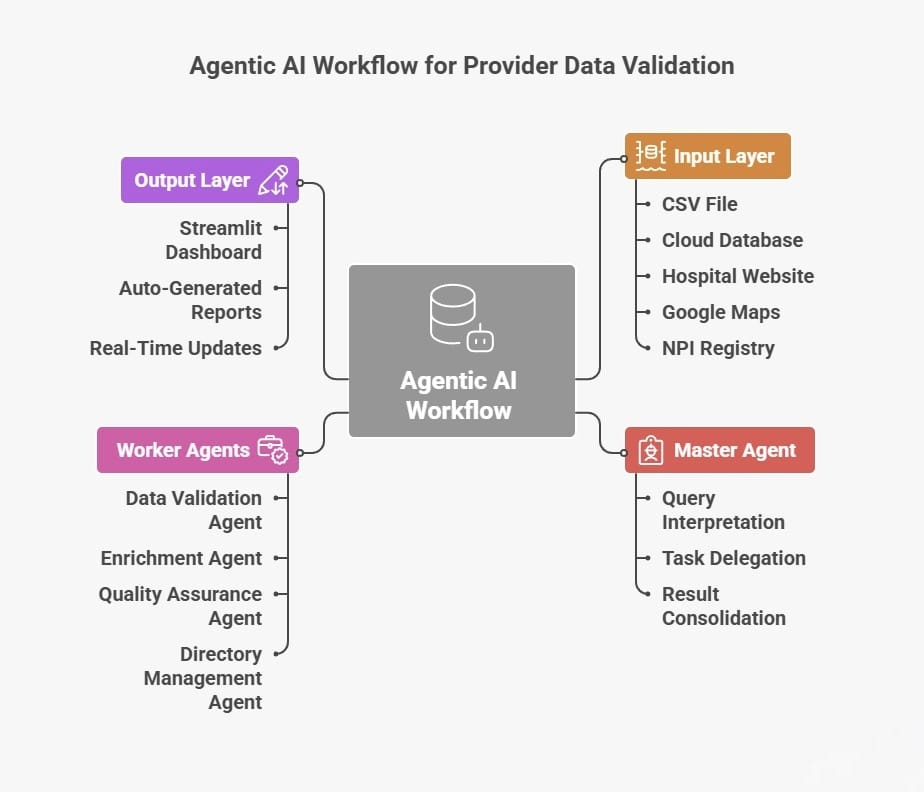 Agentic AI Workflow for Provider Data Validation
Output Layer
Streamlit
Dashboard
Auto-Generated
Reports
Real-Time Updates
Input Layer
CSV File
Cloud Database
Hospital Website
Google Maps
NPI Registry
Agentic AI
Workflow
Worker Agents
Data Validation
Agent
Enrichment Agent
Quality Assurance
Agent
Directory
Management
Agent
Master Agent
Query
Interpretation
Task Delegation
Result
Consolidation